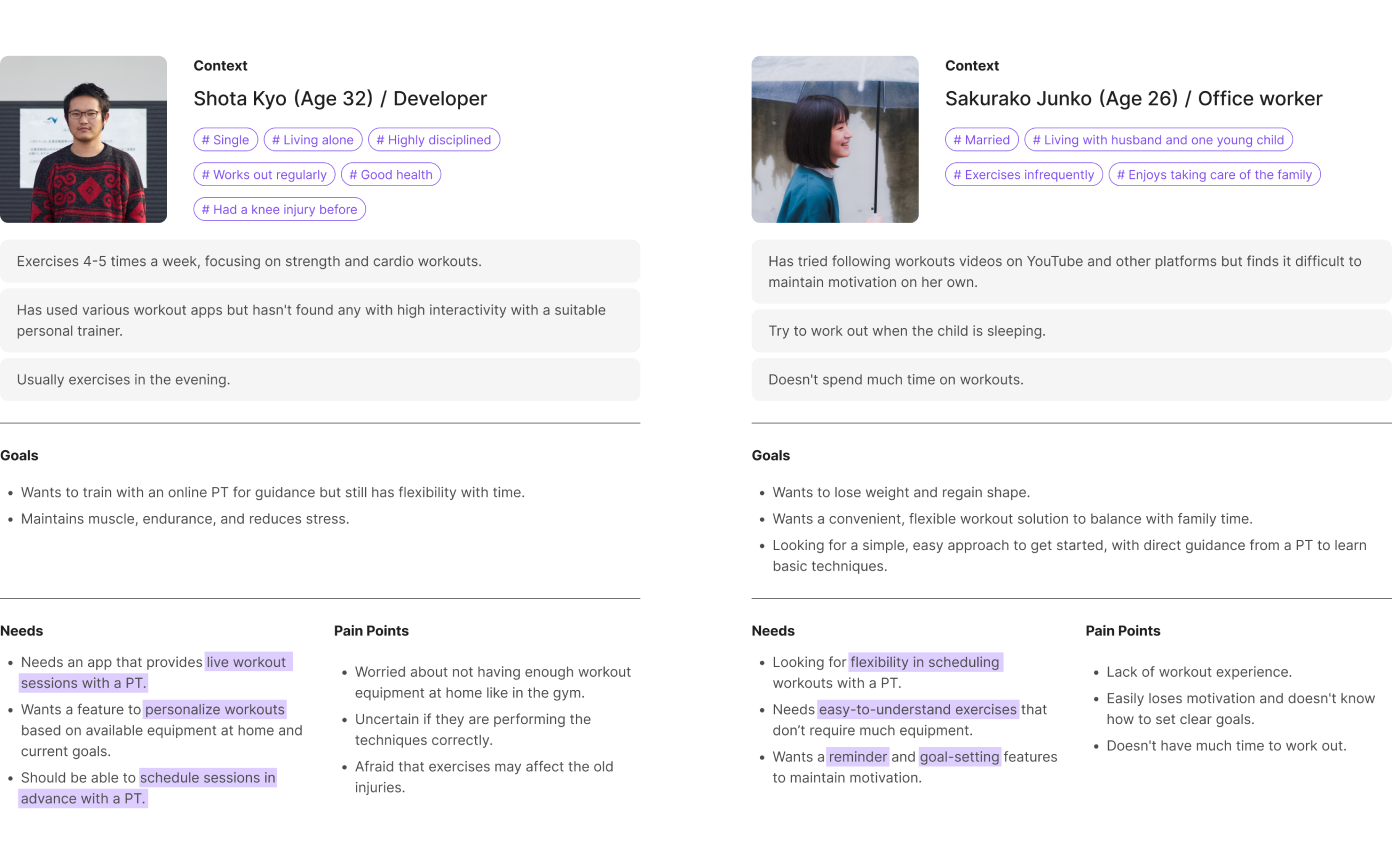 Context
Shota Kyo (Age 32) / Developer
# Single
# Living alone
# Highly disciplined
# Works out regularly
# Good health
# Had a knee injury before
Exercises 4-5 times a week, focusing on strength and cardio workouts.
Has used various workout apps but hasn't found any with high interactivity with a suitable
personal trainer.
Usually exercises in the evening.
Goals
• Wants to train with an online PT for guidance but still has flexibility with time.
• Maintains muscle, endurance, and reduces stress.
Needs
• Needs an app that provides live workout
sessions with a PT.
• Wants a feature to personalize workouts
based on available equipment at home and
current goals.
• Should be able to schedule sessions in
advance with a PT.
Pain Points
• Worried about not having enough workout
equipment at home like in the gym.
• Uncertain if they are performing the
techniques correctly.
• Afraid that exercises may affect the old
injuries.
Context
Sakurako Junko (Age 26) / Office worker
# Married
# Living with husband and one young child
# Exercises infrequently
# Enjoys taking care of the family
Has tried following workouts videos on YouTube and other platforms but finds it difficult to
maintain motivation on her own.
Try to work out when the child is sleeping.
Doesn't spend much time on workouts.
Goals
• Wants to lose weight and regain shape.
• Wants a convenient, flexible workout solution to balance with family time.
• Looking for a simple, easy approach to get started, with direct guidance from a PT to learn
basic techniques.
Needs
• Looking for flexibility in scheduling
workouts with a PT.
• Needs easy-to-understand exercises that
don’t require much equipment.
• Wants a reminder and goal-setting features
to maintain motivation.
Pain Points
• Lack of workout experience.
• Easily loses motivation and doesn't know
how to set clear goals.
• Doesn't have much time to work out.